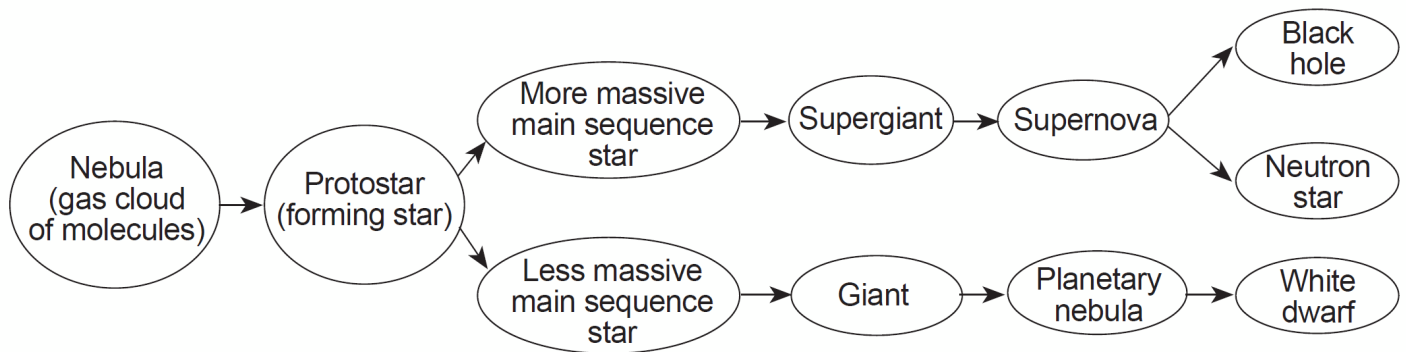 Nebula
(gas cloud
of molecules)
Protostar
(forming star)
More massive
main sequence
star
Supergiant
Supernova
Black
hole
Neutron
star
Less massive
main sequence
star
Giant
Planetary
nebula
White
dwarf